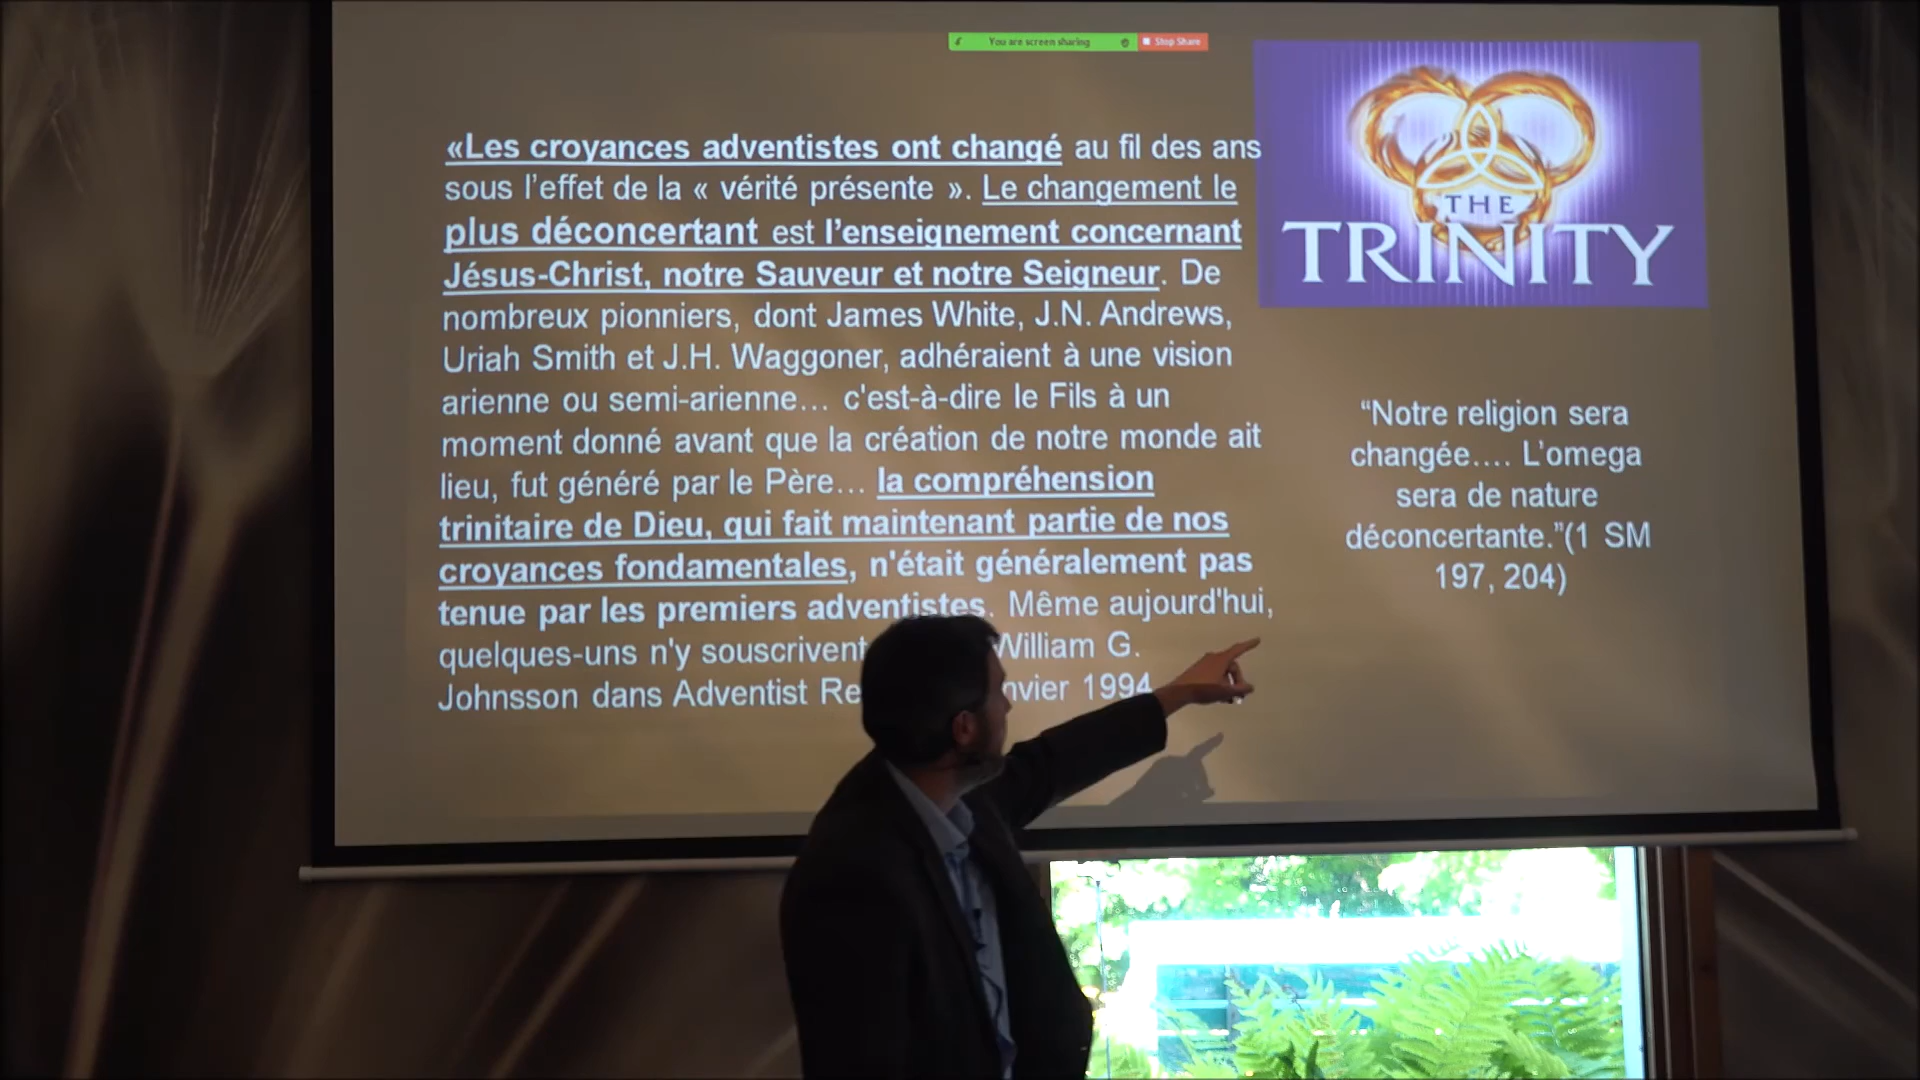 You are screen sharing
Stop Share
«Les croyances adventistes ont changé au fil des ans
sous l’effet de la « vérité présente ». Le changement le
plus déconcertant est l’enseignement concernant
Jésus-Christ, notre Sauveur et notre Seigneur. De
nombreux pionniers, dont James White, J.N. Andrews,
Uriah Smith et J.H. Waggoner, adhéraient à une vision
arienne ou semi-arienne… c'est-à-dire le Fils à un
moment donné avant que la création de notre monde ait
lieu, fut généré par le Père… la compréhension
trinitaire de Dieu, qui fait maintenant partie de nos
croyances fondamentales, n'était généralement pas
tenue par les premiers adventistes. Même aujourd'hui,
quelques-uns n'y souscrivent William G.
Johnsson dans Adventist 1994
THE
TRINITY
“Notre religion sera
changée…. L’omega
sera de nature
déconcertante.”(1 SM
197, 204)